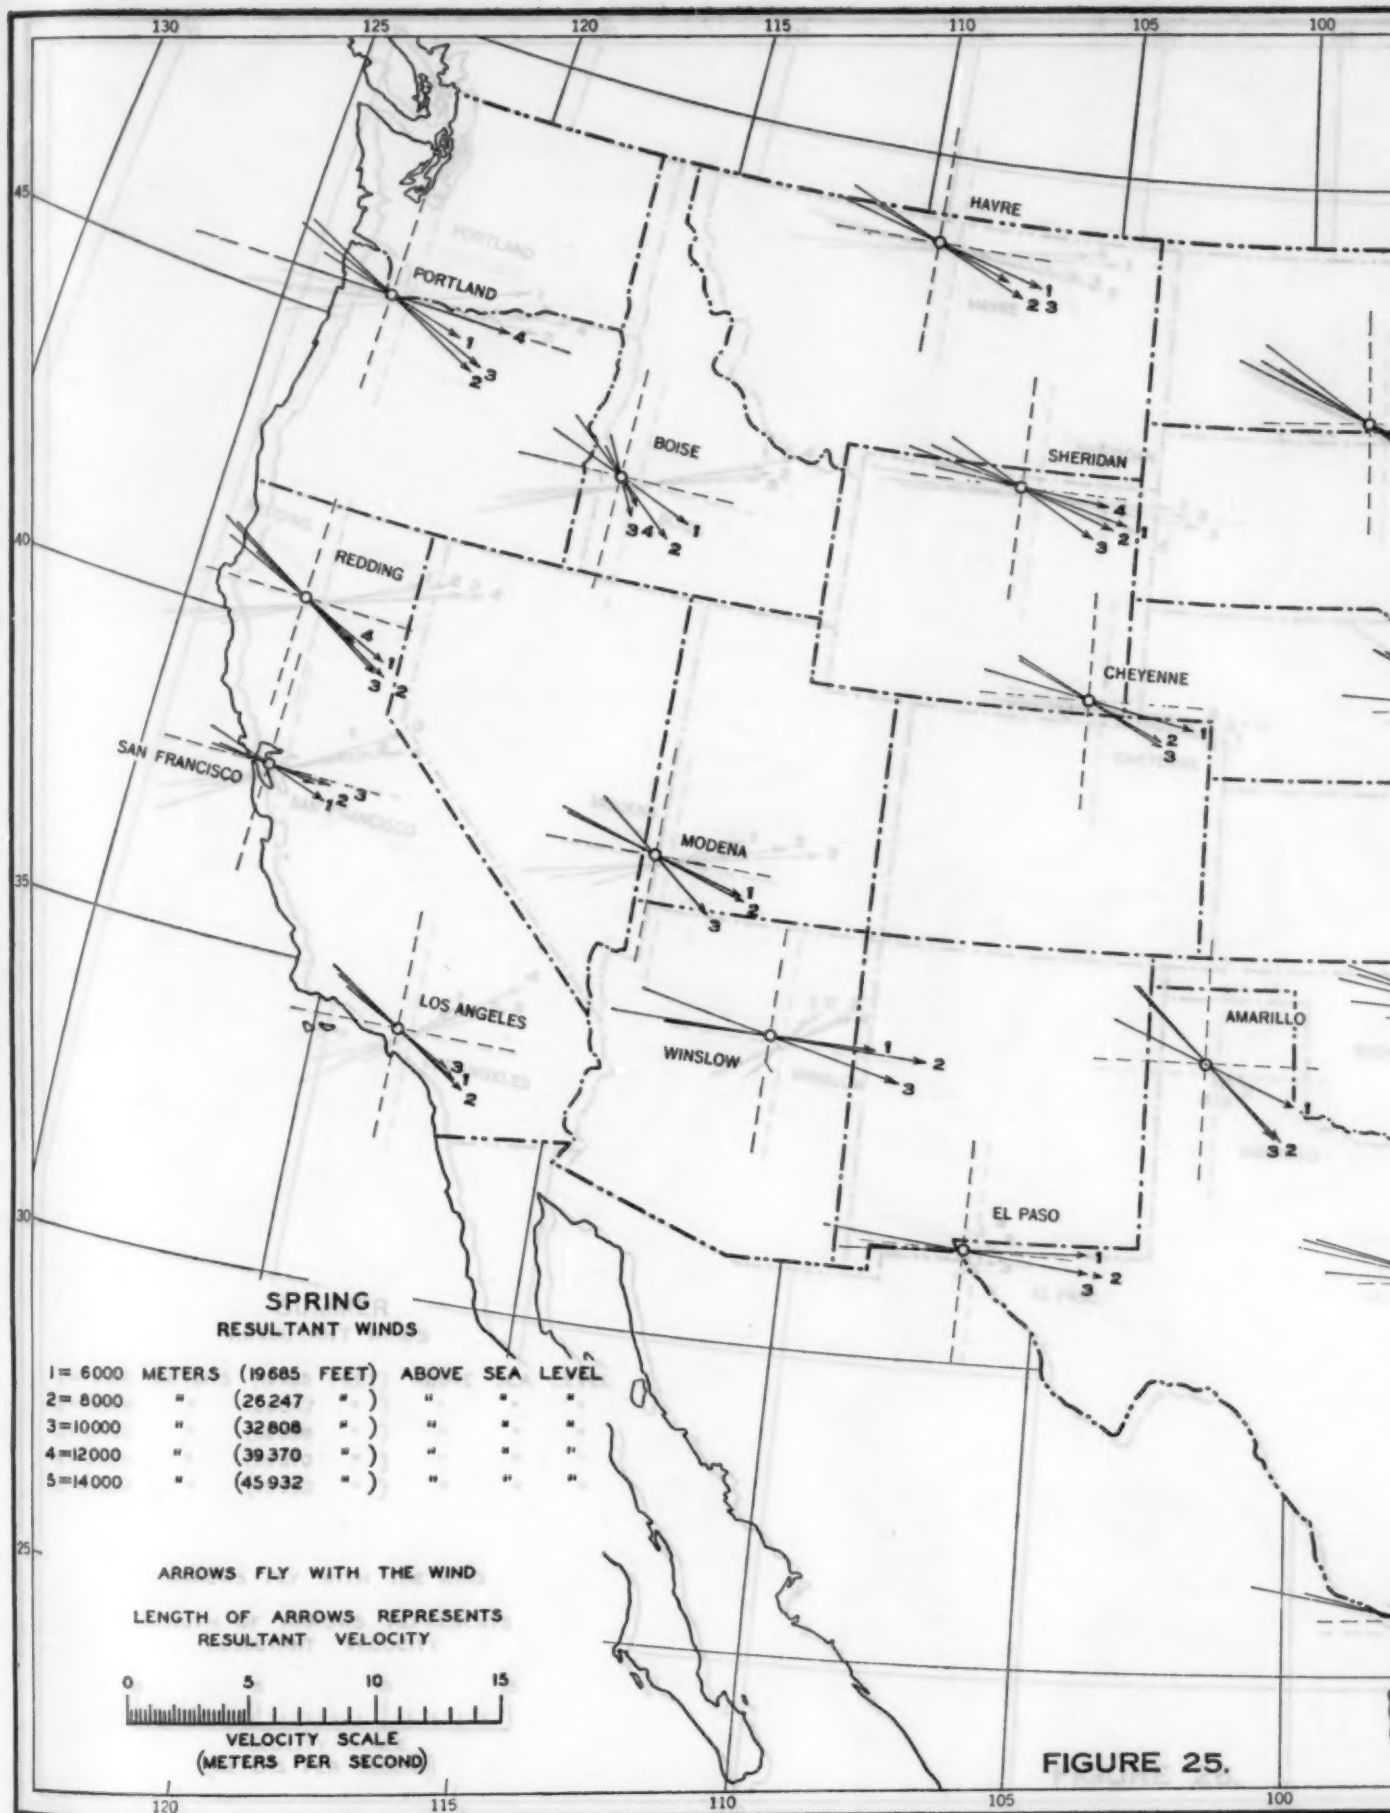 130 125 120 115 110 105 100
HAVRE
1
2 3
45
PORTLAND
1 4
3
2
BOISE
1
3 4 2
SHERIDAN
4
2 1
3
40
REDDING
4
1
3 2
CHEYENNE
2 1
3
SAN FRANCISCO
3
1 2
35
MODENA
1
2
3
LOS ANGELES
3
1
2
WINSLOW
1
2
3
AMARILLO
1
3 2
30
EL PASO
1
2
3
SPRING
RESULTANT WINDS
1= 6000 METERS (19685 FEET) ABOVE SEA LEVEL
2= 8000 " (26247 " ) " " "
3=10000 " (32808 " ) " " "
4=12000 " (39370 " ) " " "
5=14000 " (45932 " ) " " "
25
ARROWS FLY WITH THE WIND
LENGTH OF ARROWS REPRESENTS
RESULTANT VELOCITY
0 5 10 15
VELOCITY SCALE
(METERS PER SECOND)
FIGURE 25.
120 115 110 105 100